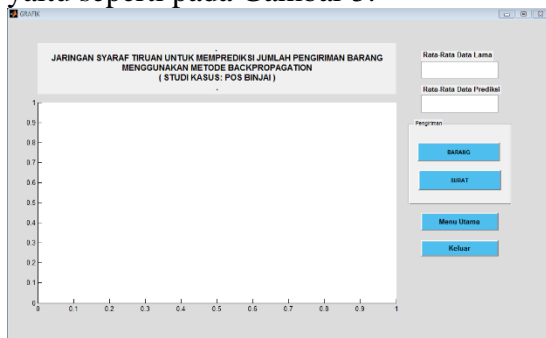 yaitu seperti pada Gambar 5.
GRAFIK
JARINGAN SYARAF TIRUAN UNTUK MEMPREDIKSI JUMLAH PENGIRIMAN BARANG
MENGGUNAKAN METODE BACKPROPAGATION
( STUDI KASUS: POS BINJAI )
Rata-Rata Data Lama
Rata-Rata Data Prediksi
Pengiriman
BARANG
SURAT
Menu Utama
Keluar
1
0.9
0.8
0.7
0.6
0.5
0.4
0.3
0.2
0.1
0
0 0.1 0.2 0.3 0.4 0.5 0.6 0.7 0.8 0.9 1